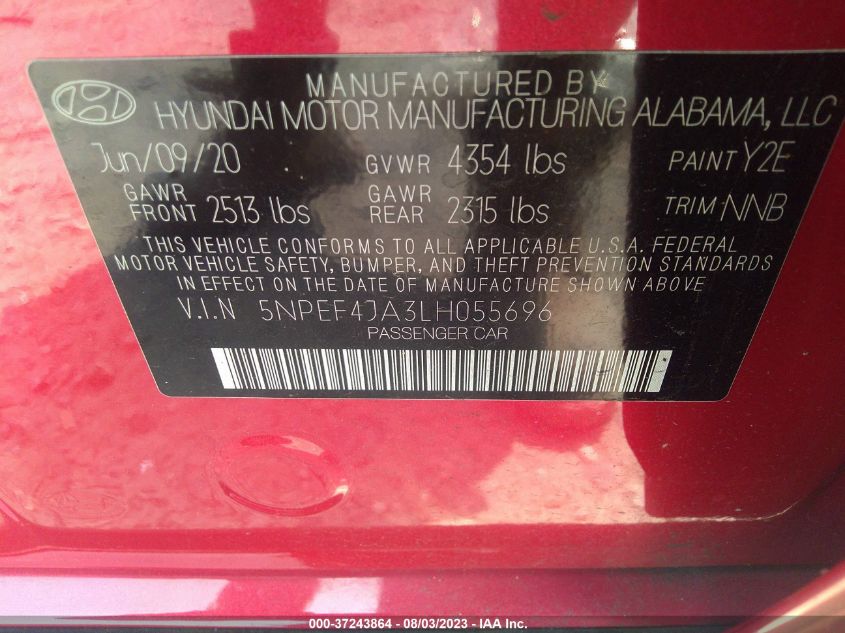 MANUFACTURED BY
HYUNDAI MOTOR MANUFACTURING ALABAMA, LLC
Jun/09/20 GVWR 4354 lbs PAINT Y2E
GAWR FRONT 2513 lbs GAWR REAR 2315 lbs TRIM NNB
THIS VEHICLE CONFORMS TO ALL APPLICABLE U.S.A. FEDERAL
MOTOR VEHICLE SAFETY, BUMPER, AND THEFT PREVENTION STANDARDS
IN EFFECT ON THE DATE OF MANUFACTURE SHOWN ABOVE
V.I.N 5NPEF4JA3LH055696
PASSENGER CAR
000-37243864 - 08/03/2023 - IAA Inc.